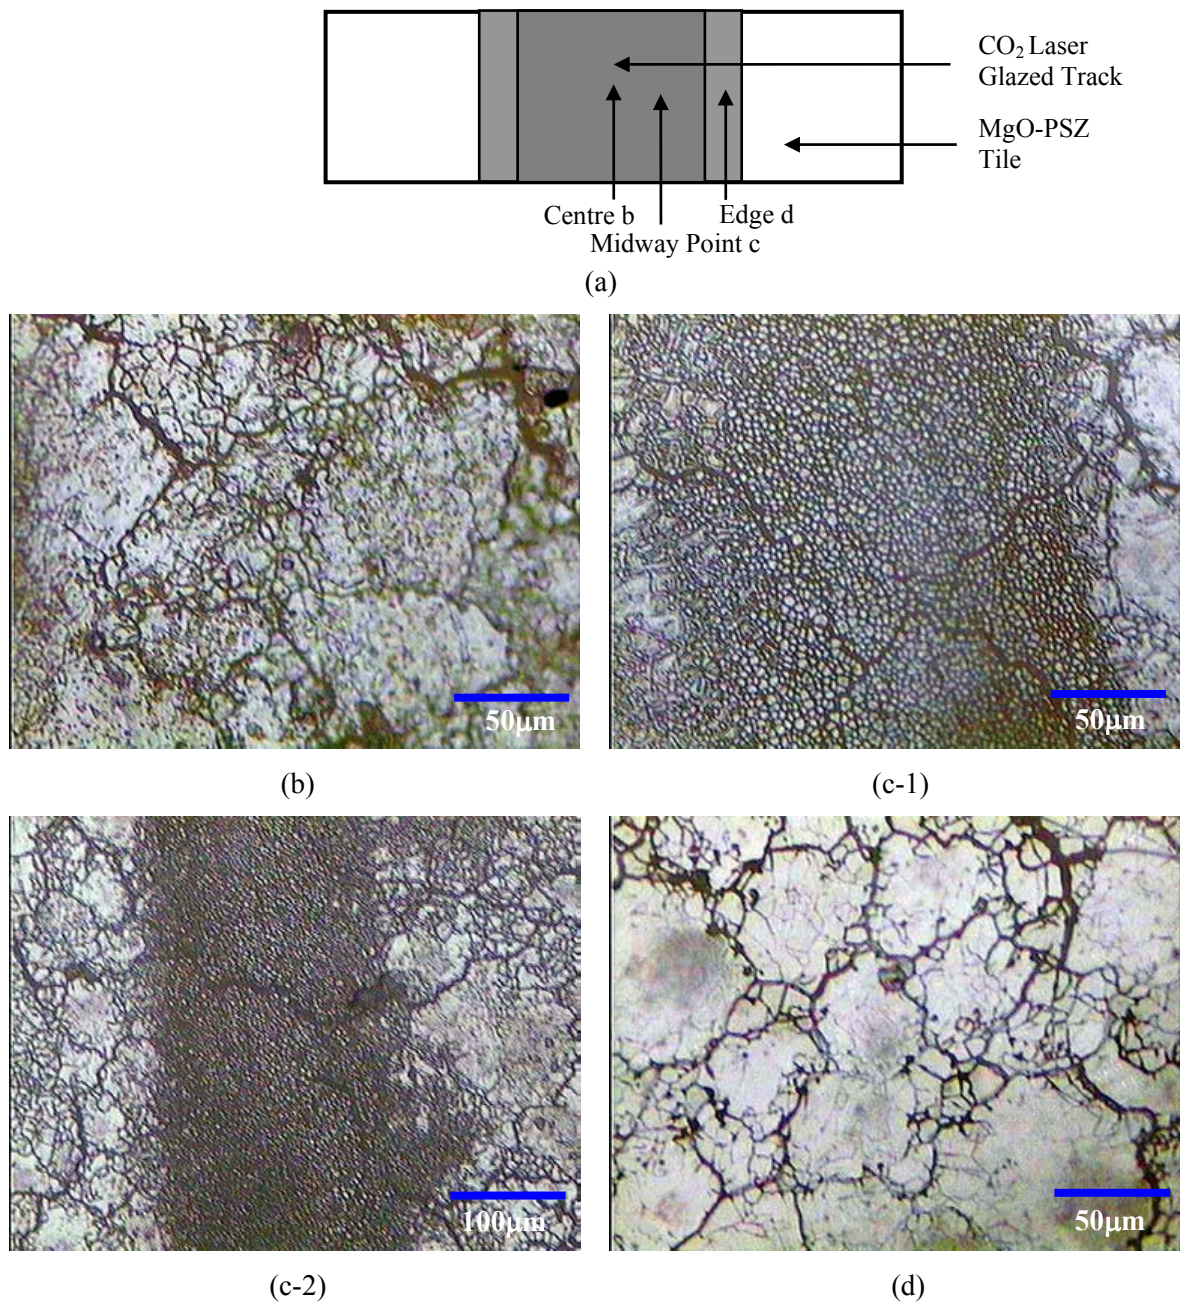 CO₂ Laser
Glazed Track
MgO-PSZ
Tile
Centre b
Edge d
Midway Point c
(a)
50μm
50μm
(b)
(c-1)
100μm
50μm
(c-2)
(d)